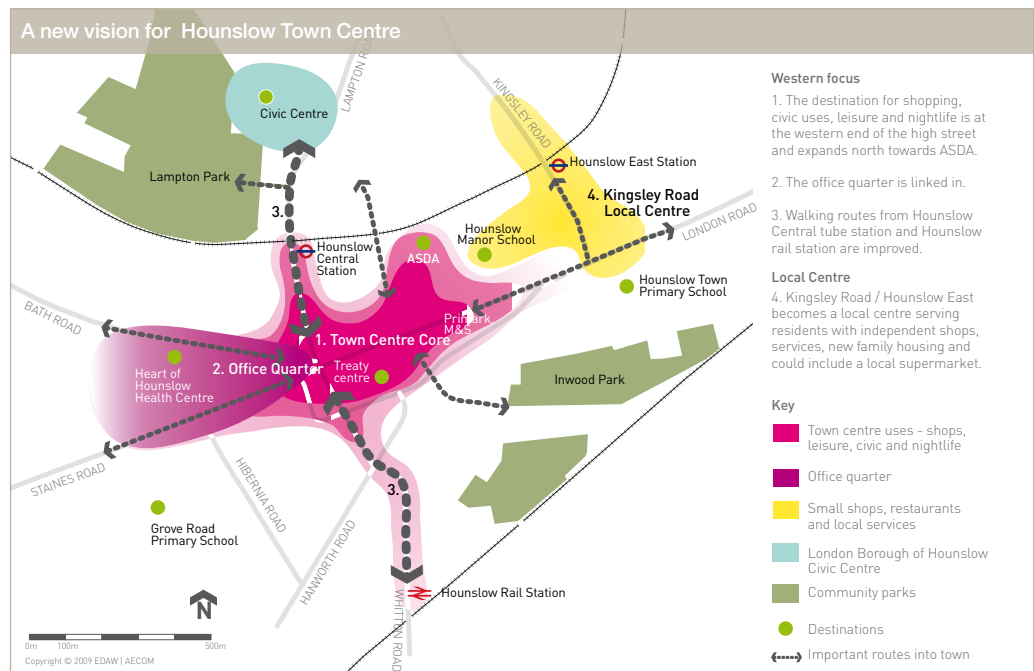 A new vision for Hounslow Town Centre
LAMPTON ROAD
Civic Centre
KINGSLEY ROAD
Hounslow East Station
Lampton Park
3.
4. Kingsley Road
Local Centre
LONDON ROAD
Hounslow
Manor School
Hounslow
Central
Station
ASDA
Hounslow Town
Primary School
BATH ROAD
Primark
M&S
1. Town Centre Core
2. Office Quarter
Treaty
centre
Heart of
Hounslow
Health Centre
Inwood Park
STAINES ROAD
HIBERNIA ROAD
3.
Grove Road
Primary School
HANWORTH ROAD
WHITTON ROAD
Hounslow Rail Station
N
0m 100m 500m
Copyright © 2009 EDAW | AECOM
Western focus
1. The destination for shopping,
civic uses, leisure and nightlife is at
the western end of the high street
and expands north towards ASDA.
2. The office quarter is linked in.
3. Walking routes from Hounslow
Central tube station and Hounslow
rail station are improved.
Local Centre
4. Kingsley Road / Hounslow East
becomes a local centre serving
residents with independent shops,
services, new family housing and
could include a local supermarket.
Key
Town centre uses - shops,
leisure, civic and nightlife
Office quarter
Small shops, restaurants
and local services
London Borough of Hounslow
Civic Centre
Community parks
Destinations
Important routes into town